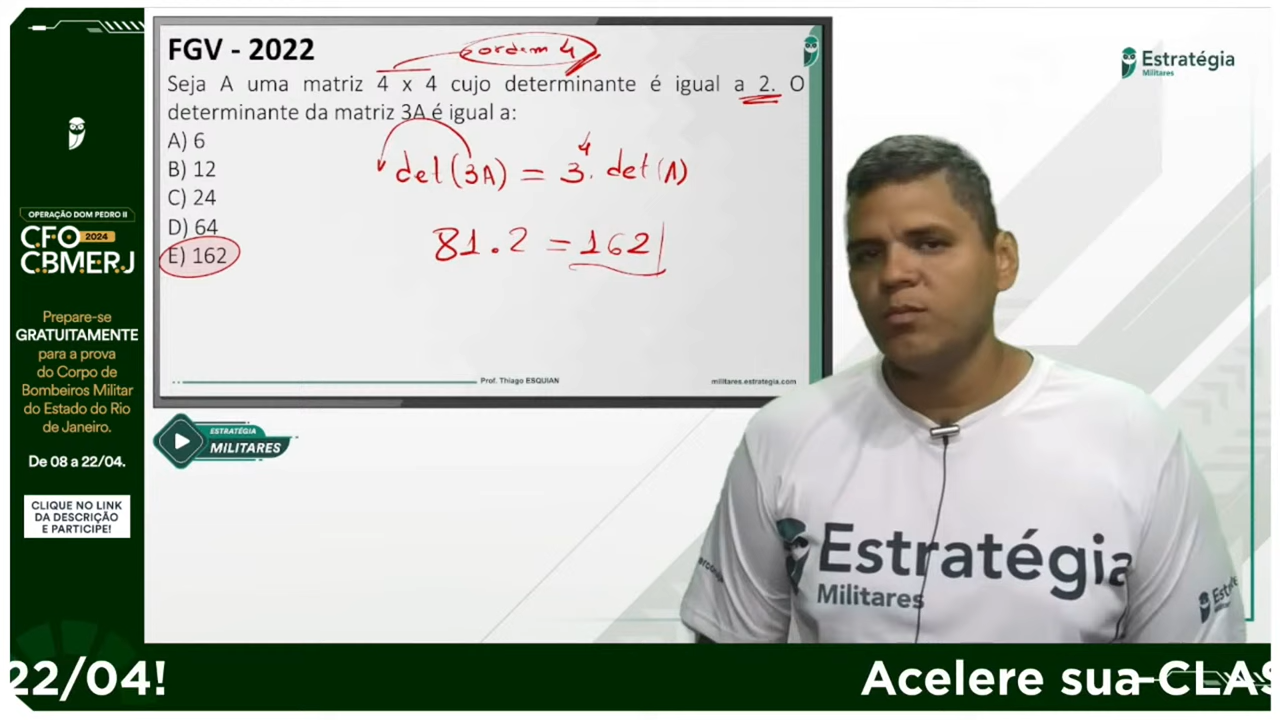 FGV - 2022
ordem 4
Seja A uma matriz 4 x 4 cujo determinante é igual a 2. O
determinante da matriz 3A é igual a:
A) 6
B) 12
C) 24
D) 64
E) 162
det(3A) = 3⁴. det(A)
81.2 = 162
Prof. Thiago ESQUIAN
militares.estrategia.com
Estratégia
Militares
OPERAÇÃO DOM PEDRO II
CFO 2024
CBMERJ
Prepare-se
GRATUITAMENTE
para a prova
do Corpo de
Bombeiros Militar
do Estado do Rio
de Janeiro.
De 08 a 22/04.
CLIQUE NO LINK
DA DESCRIÇÃO
E PARTICIPE!
ESTRATÉGIA
MILITARES
Estratégia
Militares
22/04!
Acelere sua CLAS